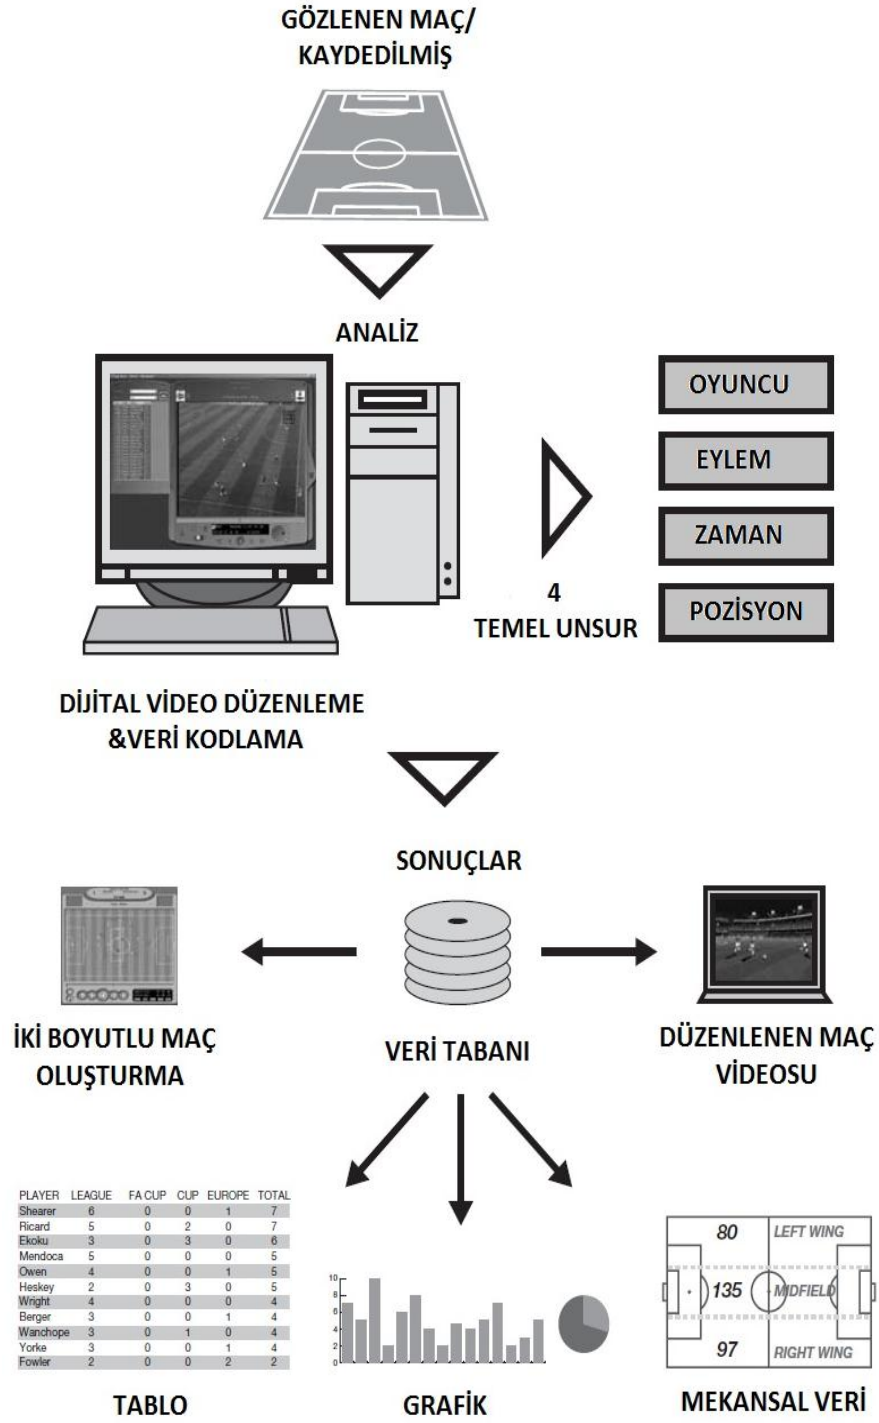 GÖZLENEN MAÇ/
KAYDEDİLMİŞ
ANALİZ
OYUNCU
EYLEM
ZAMAN
POZİSYON
4
TEMEL UNSUR
DİJİTAL VİDEO DÜZENLEME
&VERİ KODLAMA
SONUÇLAR
İKİ BOYUTLU MAÇ
OLUŞTURMA
VERİ TABANI
DÜZENLENEN MAÇ
VİDEOSU
PLAYER LEAGUE FA CUP CUP EUROPE TOTAL
Shearer 6 0 0 1 7
Ricard 5 0 2 0 7
Ekoku 3 0 3 0 6
Mendoca 5 0 0 0 5
Owen 4 0 0 1 5
Heskey 2 0 3 0 5
Wright 4 0 0 0 4
Berger 3 0 0 1 4
Wanchope 3 0 1 0 4
Yorke 3 0 0 1 4
Fowler 2 0 0 2 2
10
8
6
4
2
0
80 LEFT WING
135 MIDFIELD
97 RIGHT WING
TABLO
GRAFİK
MEKANSAL VERİ